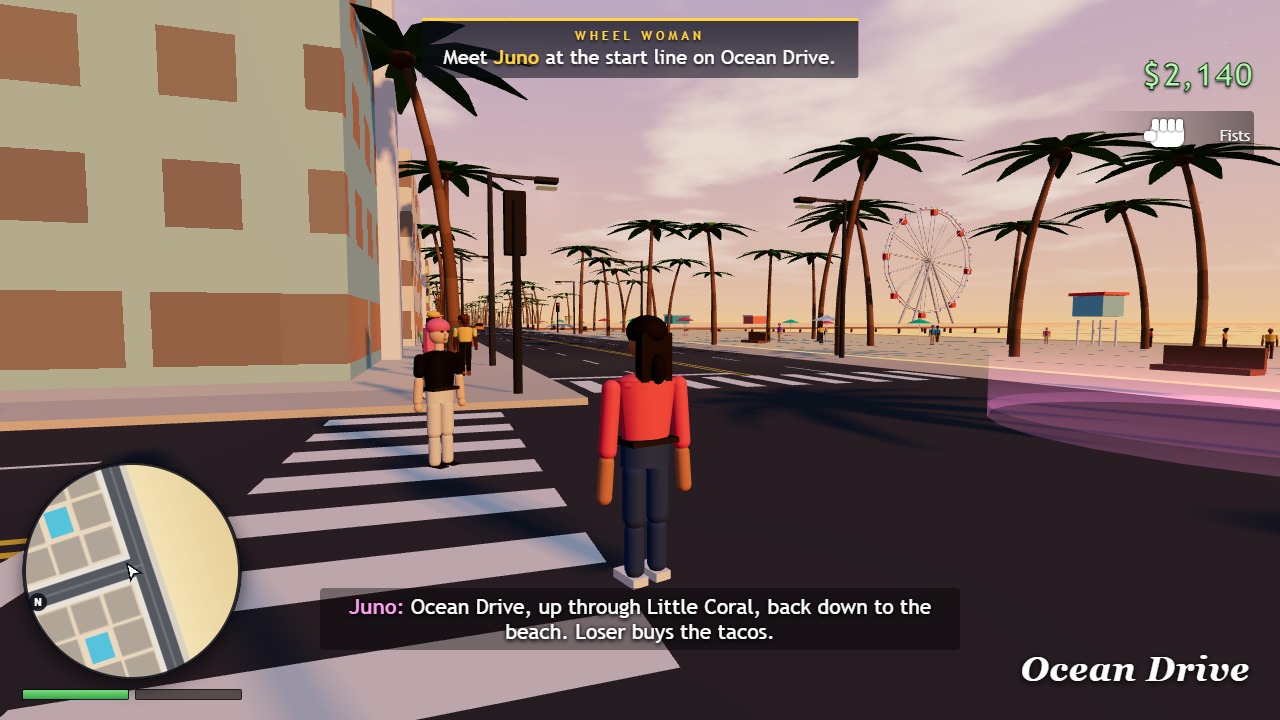 WHEEL WOMAN
Meet Juno at the start line on Ocean Drive.
$2,140
Fists
N
Juno: Ocean Drive, up through Little Coral, back down to the
beach. Loser buys the tacos.
Ocean Drive